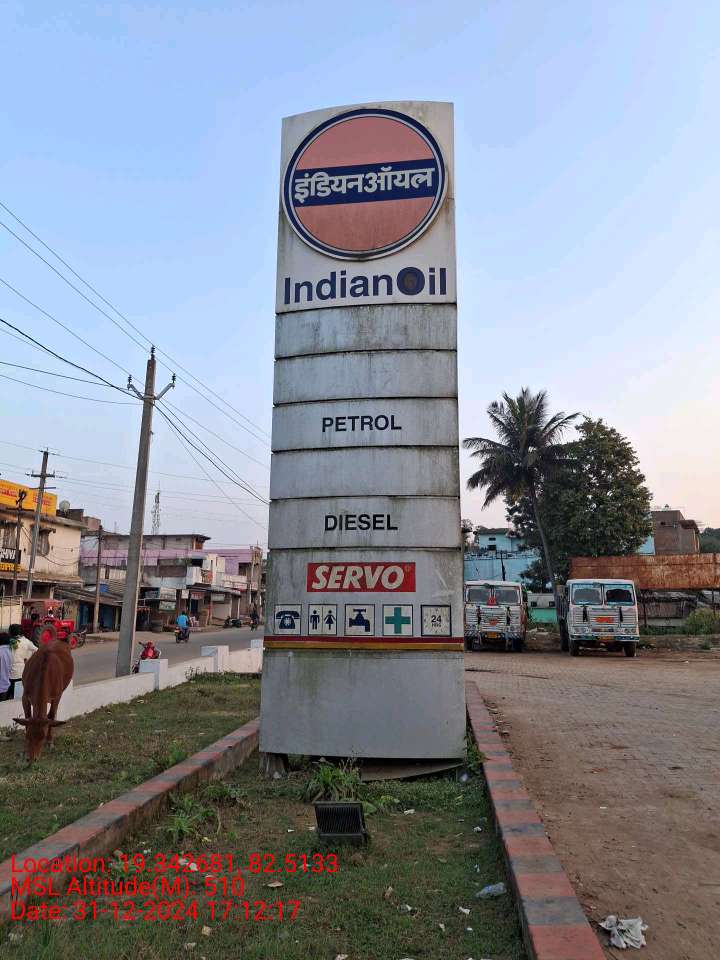 इंडियनऑयल
IndianOil
PETROL
DIESEL
SERVO
24
HRS
Location: 19.342681, 82.5133
MSL Altitude(M): 510
Date: 31-12-2024 17:12:17